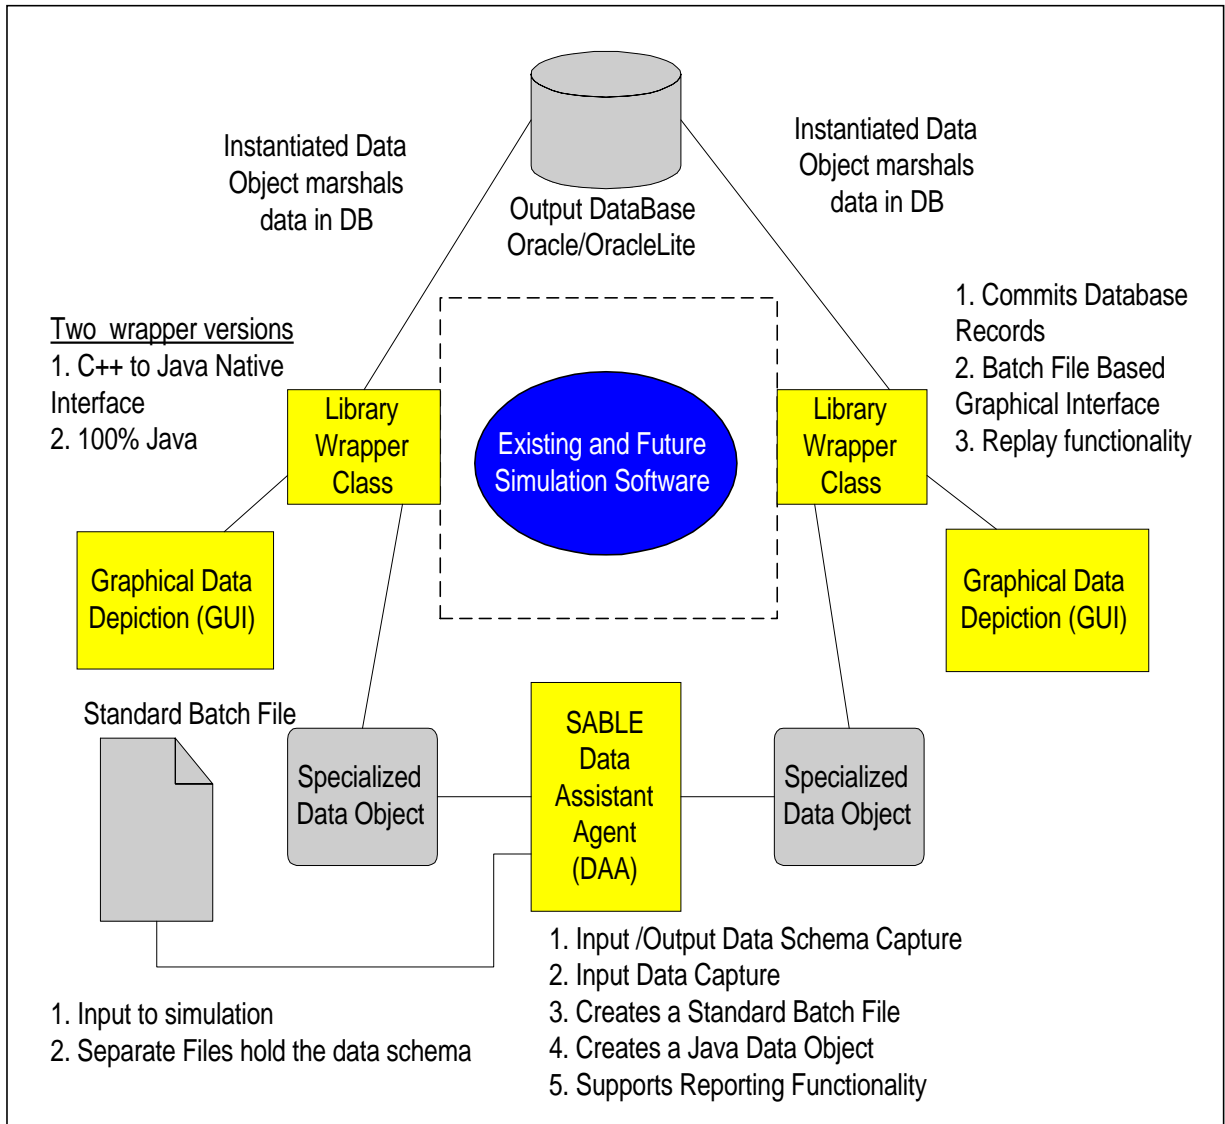 Instantiated Data
Object marshals
data in DB
Instantiated Data
Object marshals
data in DB
Output DataBase
Oracle/OracleLite
Two wrapper versions
1. C++ to Java Native
Interface
2. 100% Java
Library
Wrapper
Class
Existing and Future
Simulation Software
Library
Wrapper
Class
1. Commits Database
Records
2. Batch File Based
Graphical Interface
3. Replay functionality
Graphical Data
Depiction (GUI)
Graphical Data
Depiction (GUI)
Standard Batch File
Specialized
Data Object
SABLE
Data
Assistant
Agent
(DAA)
Specialized
Data Object
1. Input to simulation
2. Separate Files hold the data schema
1. Input /Output Data Schema Capture
2. Input Data Capture
3. Creates a Standard Batch File
4. Creates a Java Data Object
5. Supports Reporting Functionality